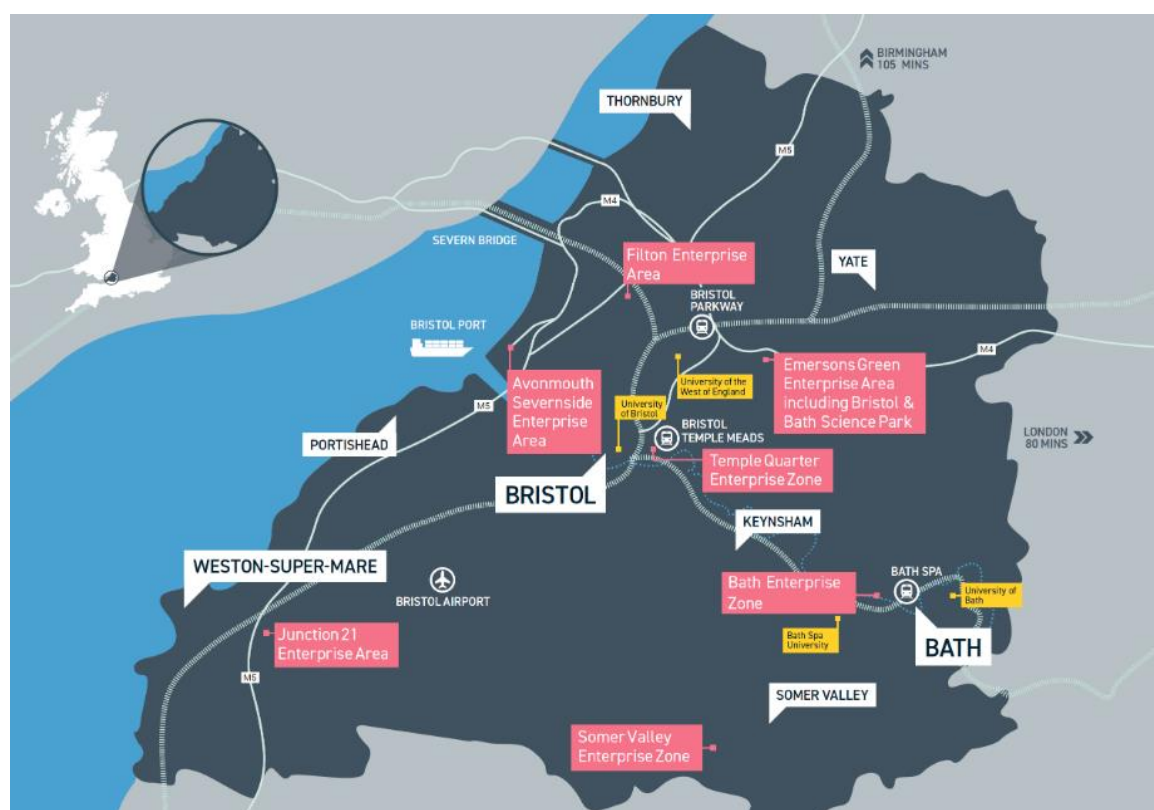 BIRMINGHAM
105 MINS
THORNBURY
M5
M4
SEVERN BRIDGE
Filton Enterprise
Area
YATE
BRISTOL
PARKWAY
BRISTOL PORT
M4
Avonmouth
Severnside
Enterprise
Area
University of the
West of England
Emersons Green
Enterprise Area
including Bristol &
Bath Science Park
M5
University
of Bristol
PORTISHEAD
BRISTOL
TEMPLE MEADS
LONDON
80 MINS
Temple Quarter
Enterprise Zone
BRISTOL
KEYNSHAM
WESTON-SUPER-MARE
BRISTOL AIRPORT
BATH SPA
Bath Enterprise
Zone
University of
Bath
Junction 21
Enterprise Area
Bath Spa
University
BATH
M5
SOMER VALLEY
Somer Valley
Enterprise Zone